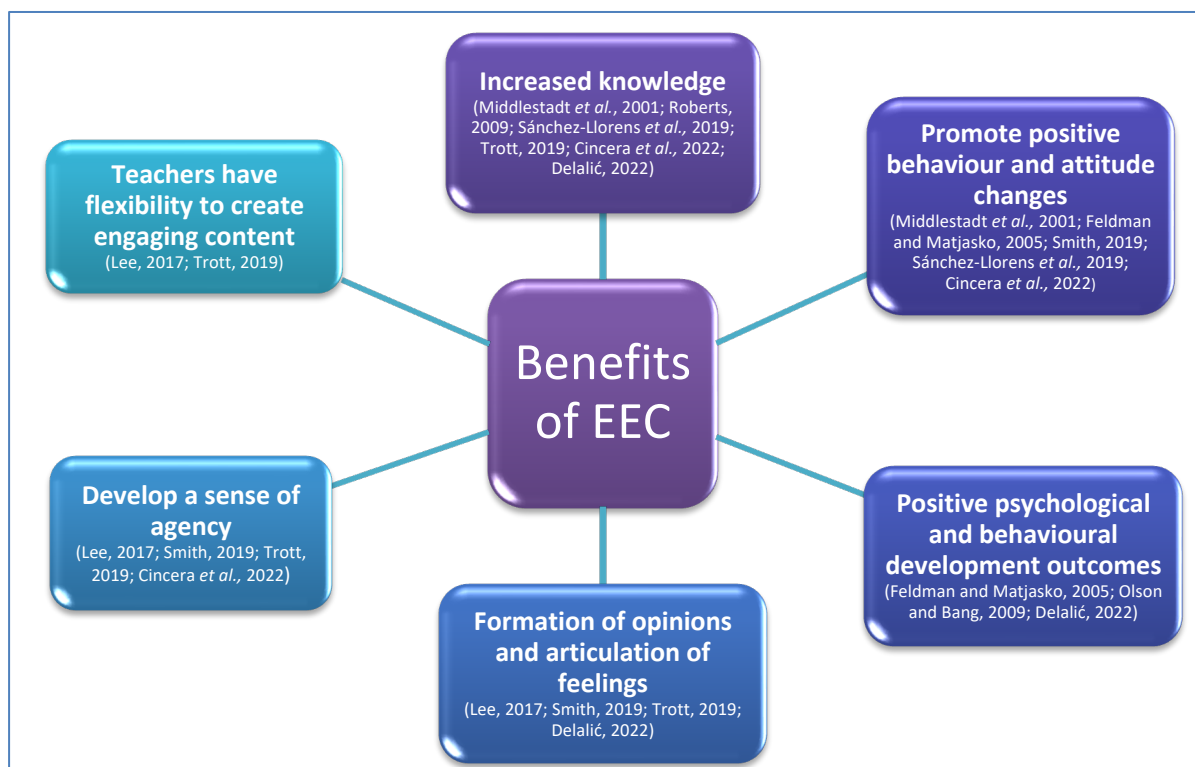 Increased knowledge
(Middlestadt et al., 2001; Roberts,
2009; Sánchez-Llorens et al., 2019;
Trott, 2019; Cincera et al., 2022;
Delalić, 2022)
Promote positive
behaviour and attitude
changes
(Middlestadt et al., 2001; Feldman
and Matjasko, 2005; Smith, 2019;
Sánchez-Llorens et al., 2019;
Cincera et al., 2022)
Teachers have
flexibility to create
engaging content
(Lee, 2017; Trott, 2019)
Benefits
of EEC
Develop a sense of
agency
(Lee, 2017; Smith, 2019; Trott,
2019; Cincera et al., 2022)
Positive psychological
and behavioural
development outcomes
(Feldman and Matjasko, 2005; Olson
and Bang, 2009; Delalić, 2022)
Formation of opinions
and articulation of
feelings
(Lee, 2017; Smith, 2019; Trott, 2019;
Delalić, 2022)